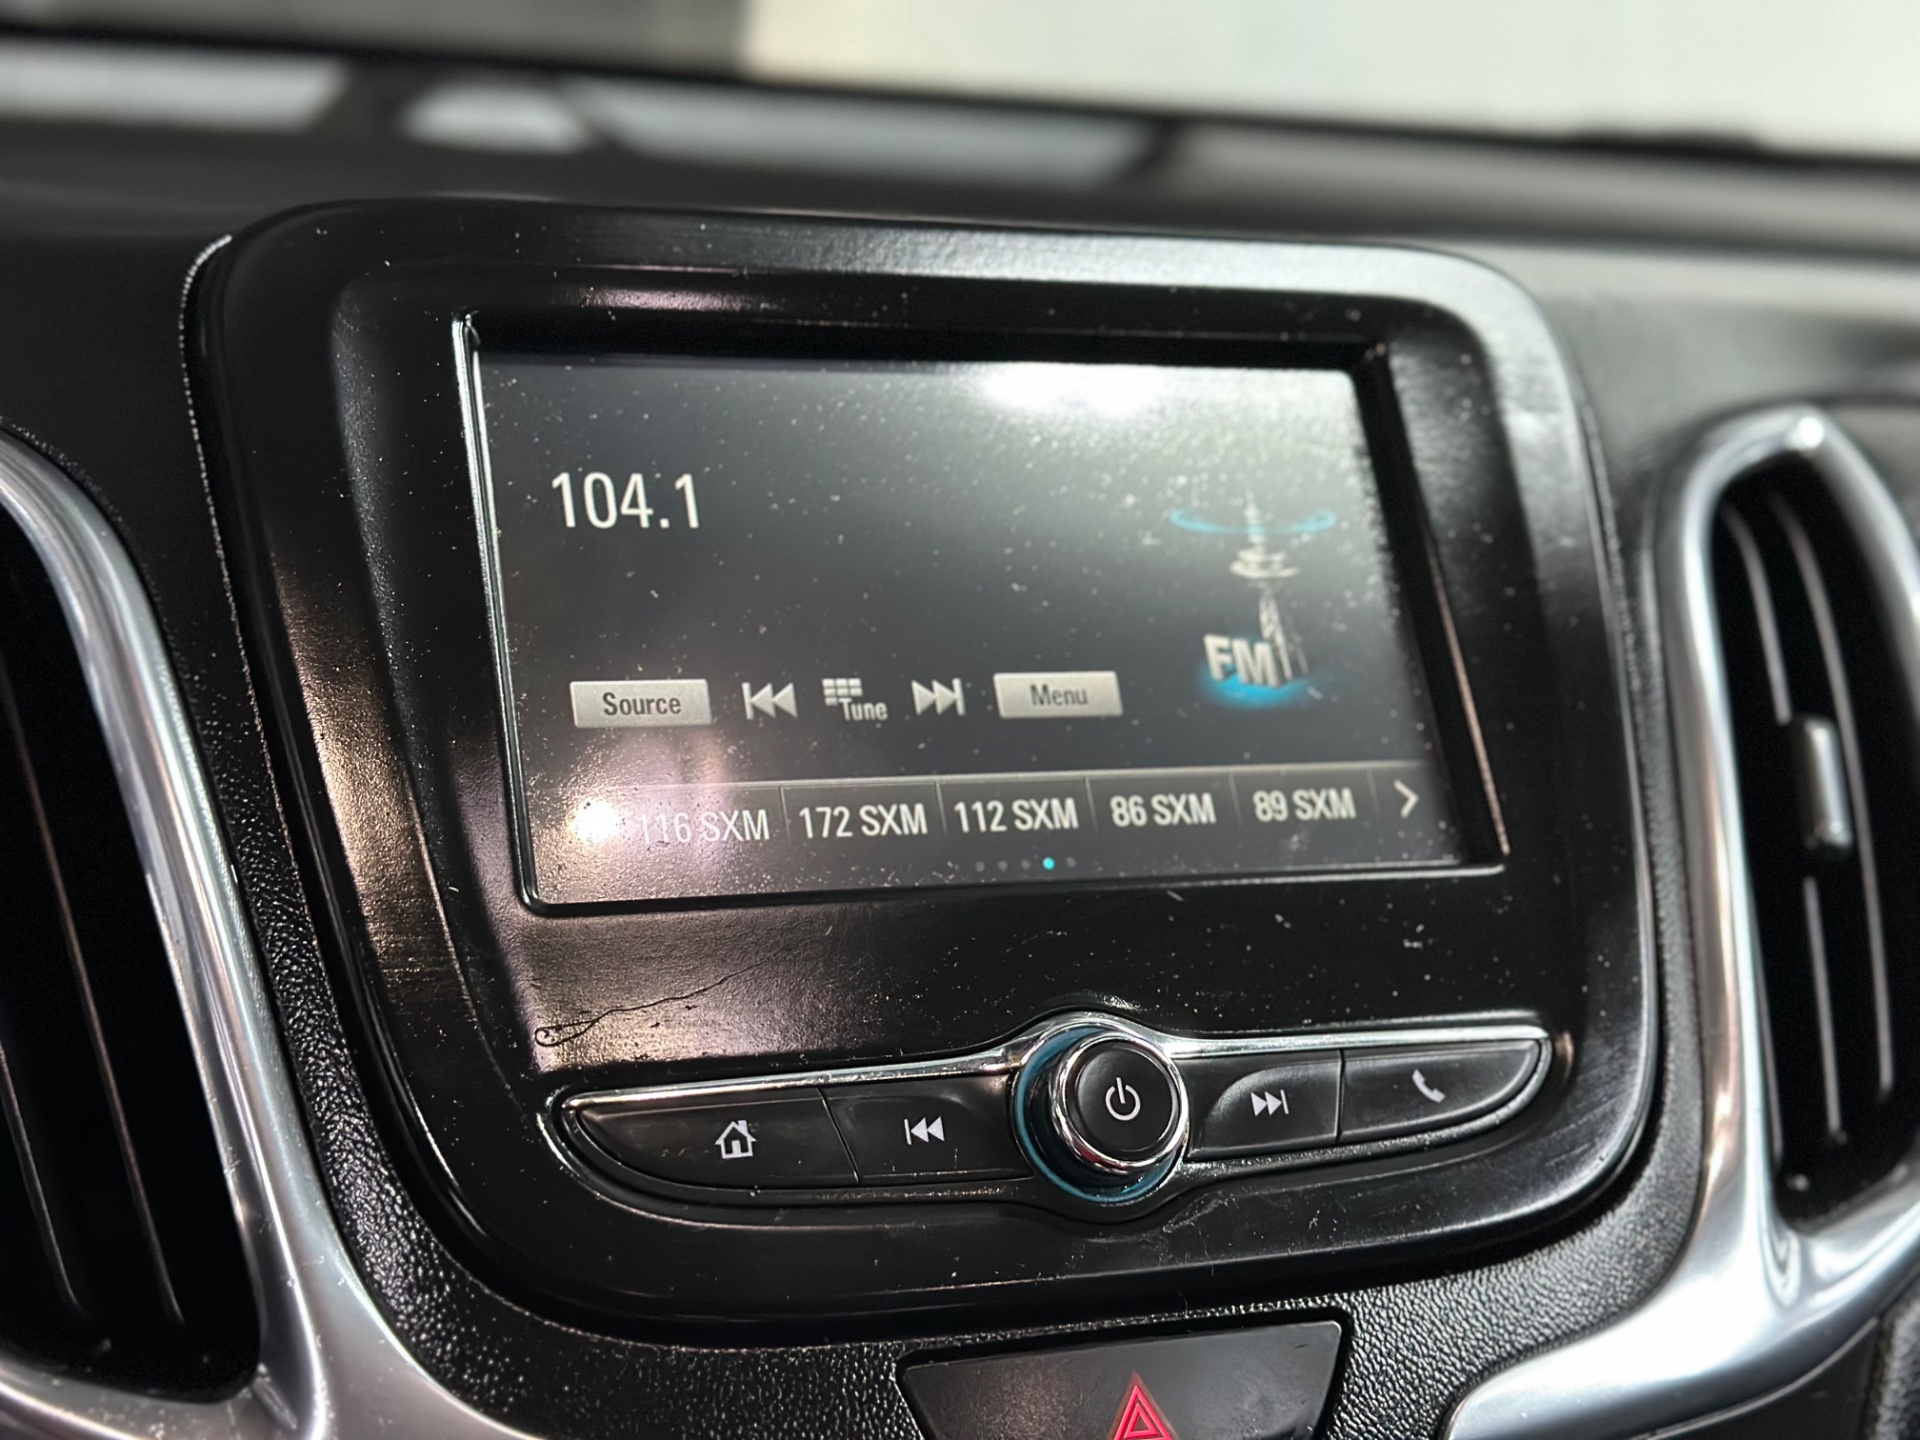 104.1
FM
Source Tune Menu
116 SXM 172 SXM 112 SXM 86 SXM 89 SXM